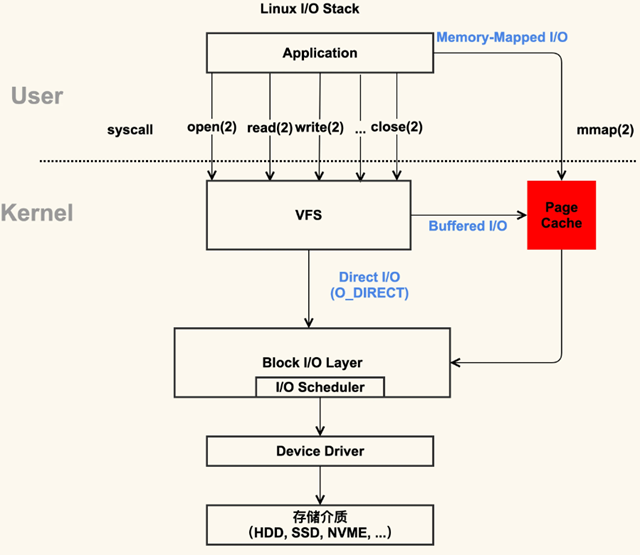 Linux I/O Stack
Memory-Mapped I/O
Application
User
syscall
open(2)
read(2)
write(2)
...
close(2)
mmap(2)
Kernel
VFS
Buffered I/O
Page
Cache
Direct I/O
(O_DIRECT)
Block I/O Layer
I/O Scheduler
Device Driver
存储介质
（HDD, SSD, NVME, ...）